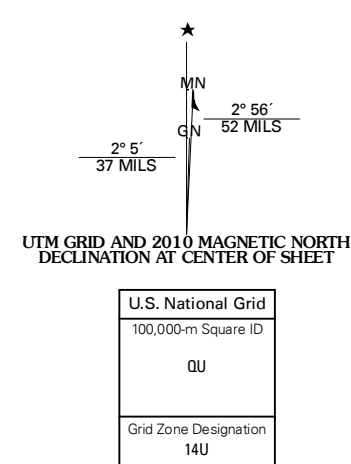 ★
MN
2° 56´
52 MILS
GN
2° 5´
37 MILS
UTM GRID AND 2010 MAGNETIC NORTH
DECLINATION AT CENTER OF SHEET
U.S. National Grid
100,000-m Square ID
QU
Grid Zone Designation
14U